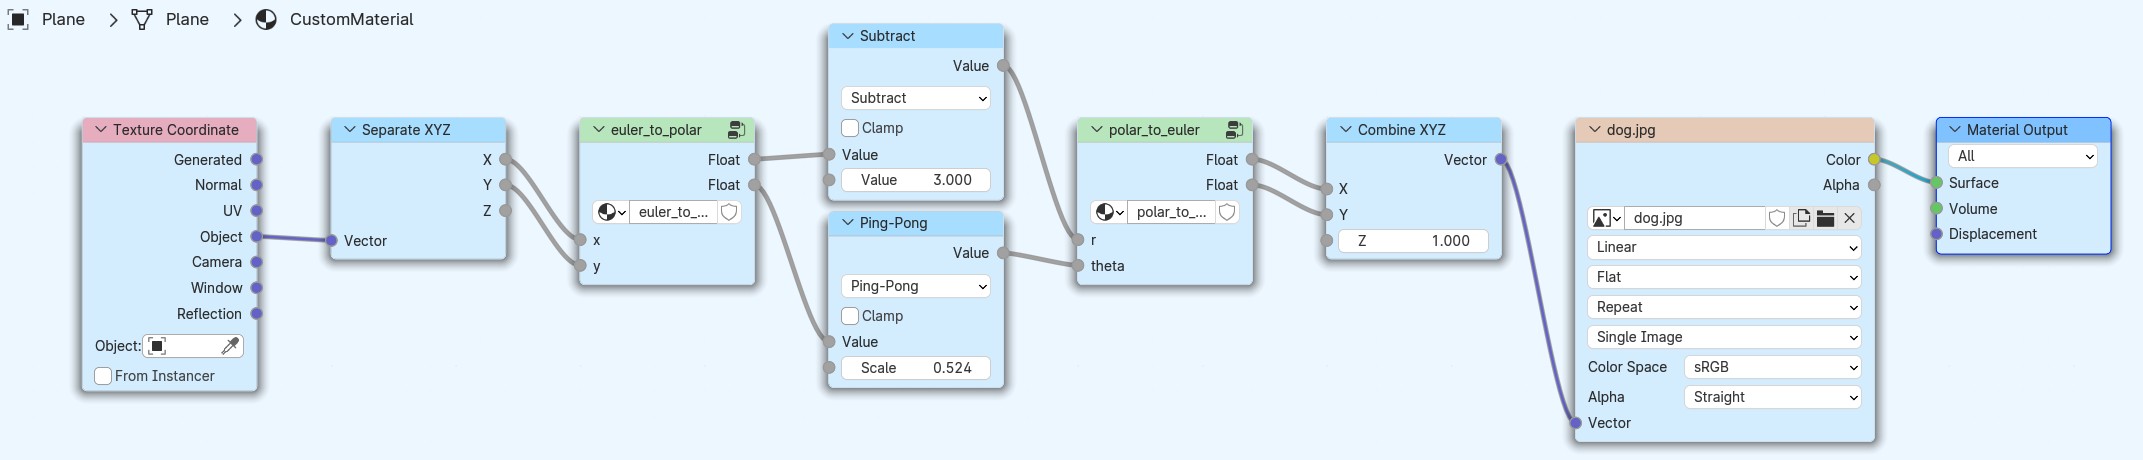 Plane > Plane > CustomMaterial
Texture Coordinate
Generated
Normal
UV
Object
Camera
Window
Reflection
Object:
From Instancer
Separate XYZ
X
Y
Z
Vector
euler_to_polar
Float
Float
euler_to_...
x
y
Subtract
Value
Subtract
Clamp
Value
Value 3.000
Ping-Pong
Value
Ping-Pong
Clamp
Value
Scale 0.524
polar_to_euler
Float
Float
polar_to_...
r
theta
Combine XYZ
Vector
X
Y
Z 1.000
dog.jpg
Color
Alpha
dog.jpg
Linear
Flat
Repeat
Single Image
Color Space sRGB
Alpha Straight
Vector
Material Output
All
Surface
Volume
Displacement